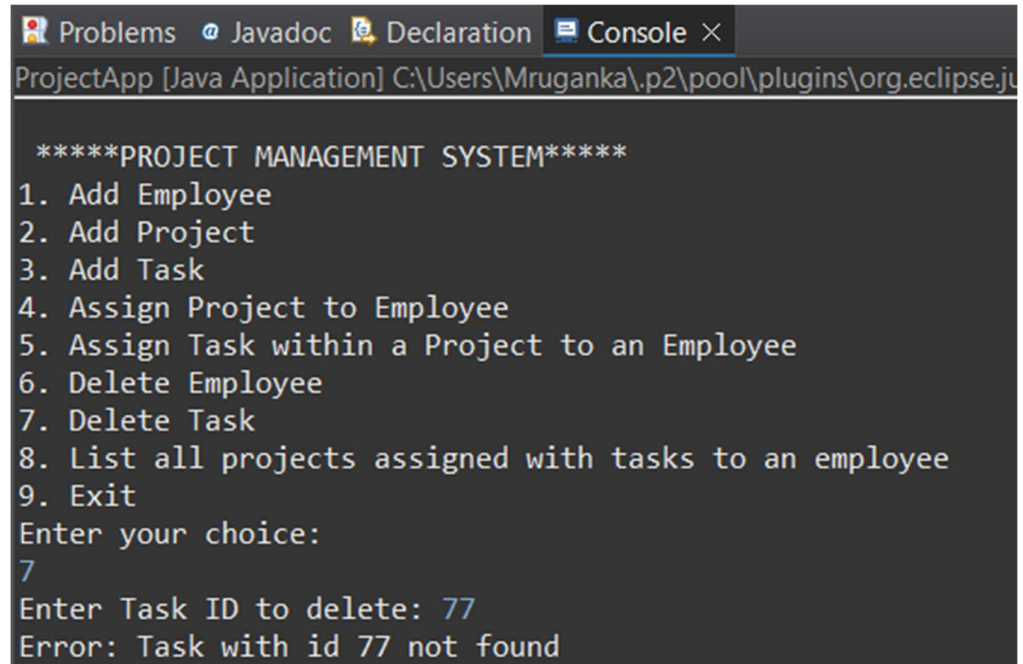 Problems @ Javadoc Declaration Console ×
ProjectApp [Java Application] C:\Users\Mruganka\.p2\pool\plugins\org.eclipse.ju
*****PROJECT MANAGEMENT SYSTEM*****
1. Add Employee
2. Add Project
3. Add Task
4. Assign Project to Employee
5. Assign Task within a Project to an Employee
6. Delete Employee
7. Delete Task
8. List all projects assigned with tasks to an employee
9. Exit
Enter your choice:
7
Enter Task ID to delete: 77
Error: Task with id 77 not found